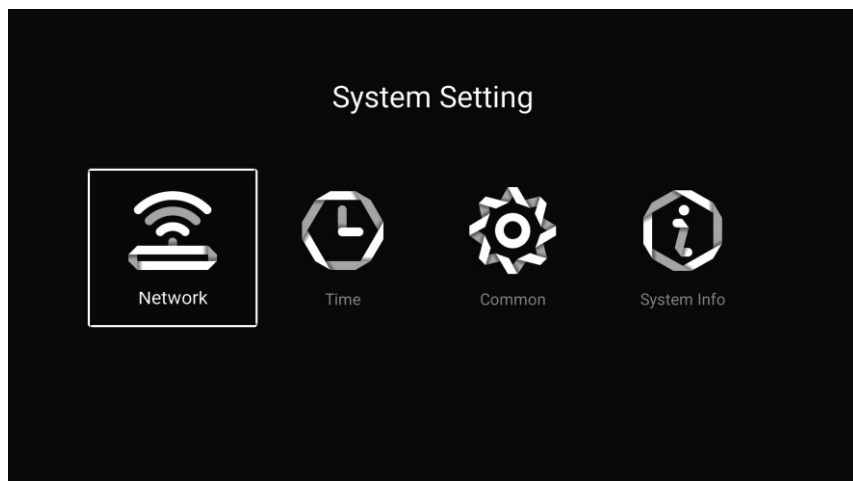 System Setting
Network
Time
Common
System Info